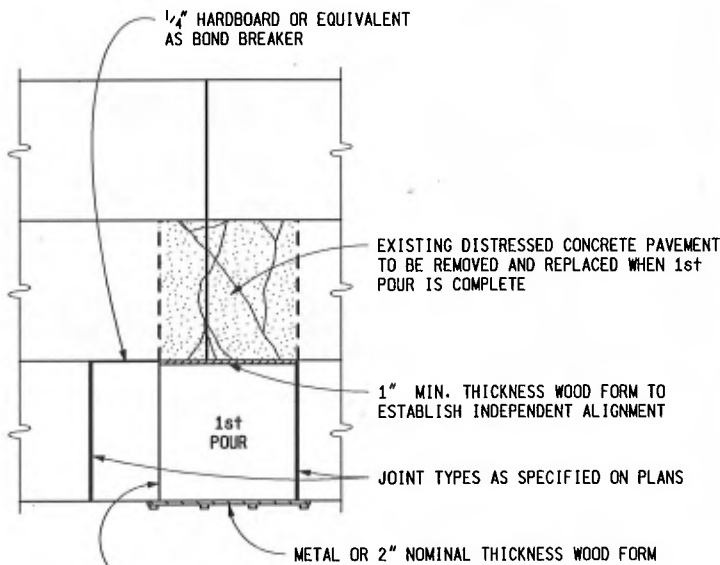 1/4" HARDBOARD OR EQUIVALENT
AS BOND BREAKER
EXISTING DISTRESSED CONCRETE PAVEMENT
TO BE REMOVED AND REPLACED WHEN 1st
POUR IS COMPLETE
1" MIN. THICKNESS WOOD FORM TO
ESTABLISH INDEPENDENT ALIGNMENT
1st
POUR
JOINT TYPES AS SPECIFIED ON PLANS
METAL OR 2" NOMINAL THICKNESS WOOD FORM